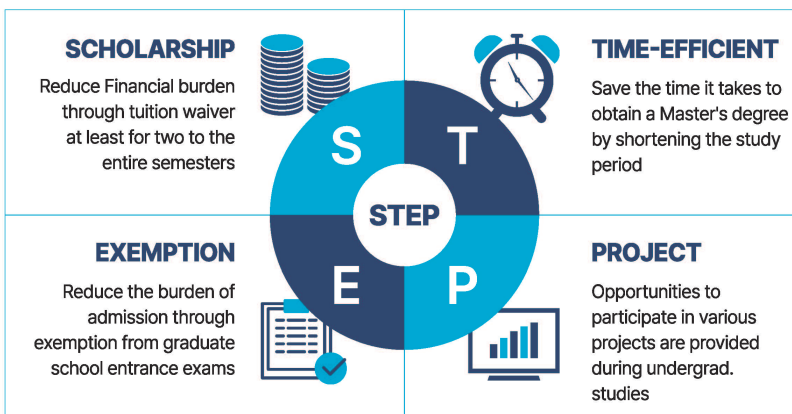 SCHOLARSHIP
Reduce Financial burden
through tuition waiver
at least for two to the
entire semesters
TIME-EFFICIENT
Save the time it takes to
obtain a Master's degree
by shortening the study
period
S
T
STEP
E
P
EXEMPTION
Reduce the burden of
admission through
exemption from graduate
school entrance exams
PROJECT
Opportunities to
participate in various
projects are provided
during undergrad.
studies